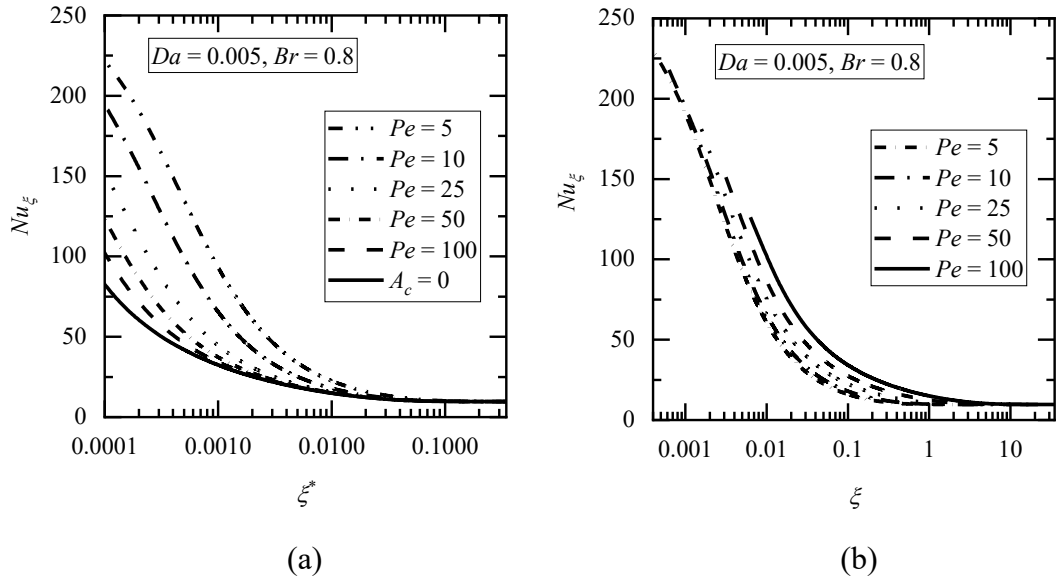 250
200
150
100
50
0
Nu_ξ
Da = 0.005, Br = 0.8
Pe = 5
Pe = 10
Pe = 25
Pe = 50
Pe = 100
A_c = 0
0.0001 0.0010 0.0100 0.1000
ξ*
(a)
250
200
150
100
50
0
Nu_ξ
Da = 0.005, Br = 0.8
Pe = 5
Pe = 10
Pe = 25
Pe = 50
Pe = 100
0.001 0.01 0.1 1 10
ξ
(b)